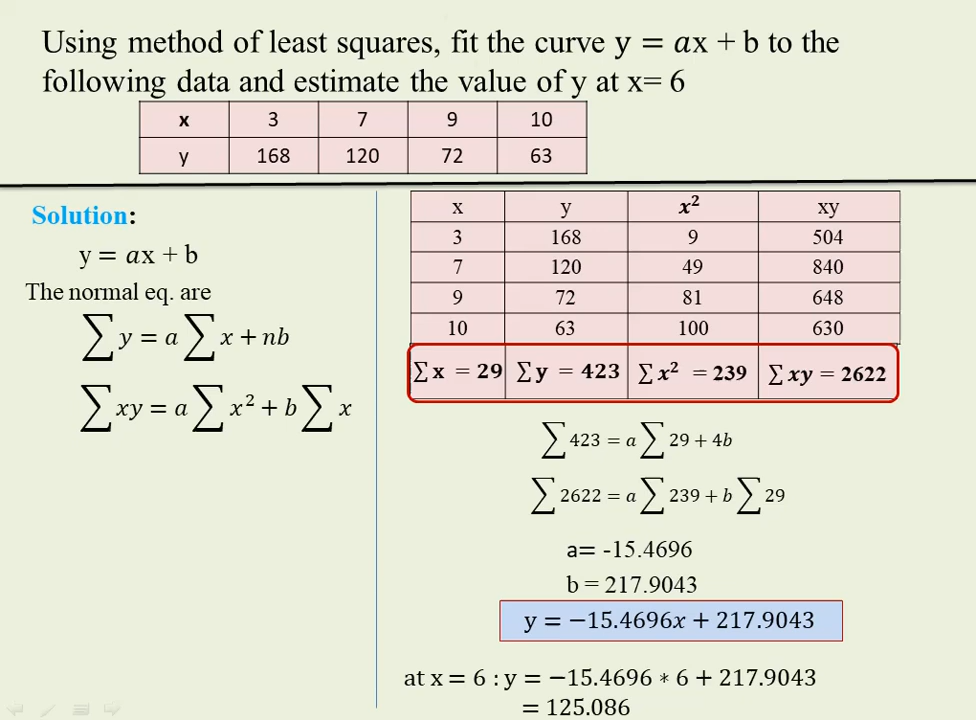 Using method of least squares, fit the curve y = ax + b to the
following data and estimate the value of y at x= 6
x 3 7 9 10
y 168 120 72 63
Solution:
y = ax + b
The normal eq. are
∑ y = a ∑ x + nb
∑ xy = a ∑ x² + b ∑ x
x y x² xy
3 168 9 504
7 120 49 840
9 72 81 648
10 63 100 630
∑ x = 29 ∑ y = 423 ∑ x² = 239 ∑ xy = 2622
∑ 423 = a ∑ 29 + 4b
∑ 2622 = a ∑ 239 + b ∑ 29
a= -15.4696
b = 217.9043
y = −15.4696x + 217.9043
at x = 6 : y = −15.4696 ∗ 6 + 217.9043
= 125.086